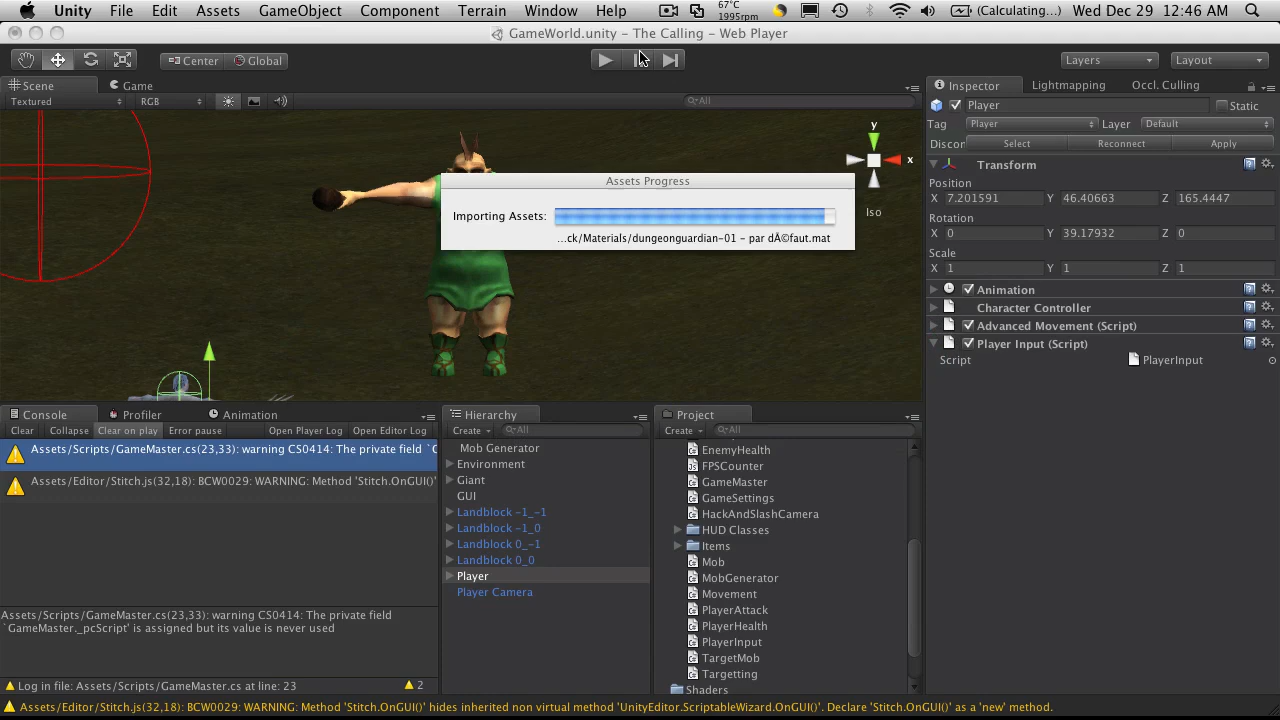 Unity File Edit Assets GameObject Component Terrain Window Help 67°C 1995rpm (Calculating...) Wed Dec 29 12:46 AM
GameWorld.unity – The Calling – Web Player
Center Global Layers Layout
Scene Game
Textured RGB All
y
x
Iso
Assets Progress
Importing Assets:
...ck/Materials/dungeonguardian-01 - par dÃ©faut.mat
Inspector Lightmapping Occl. Culling
Player Static
Tag Player Layer Default
Discon Select Reconnect Apply
Transform
Position
X 7.201591 Y 46.40663 Z 165.4447
Rotation
X 0 Y 39.17932 Z 0
Scale
X 1 Y 1 Z 1
Animation
Character Controller
Advanced Movement (Script)
Player Input (Script)
Script PlayerInput
Console Profiler Animation
Clear Collapse Clear on play Error pause Open Player Log Open Editor Log
Assets/Scripts/GameMaster.cs(23,33): warning CS0414: The private field `
Assets/Editor/Stitch.js(32,18): BCW0029: WARNING: Method 'Stitch.OnGUI()'
Assets/Scripts/GameMaster.cs(23,33): warning CS0414: The private field
`GameMaster._pcScript' is assigned but its value is never used
Log in file: Assets/Scripts/GameMaster.cs at line: 23 2
Hierarchy
Create All
Mob Generator
Environment
Giant
GUI
Landblock -1_-1
Landblock -1_0
Landblock 0_-1
Landblock 0_0
Player
Player Camera
Project
Create All
EnemyHealth
FPSCounter
GameMaster
GameSettings
HackAndSlashCamera
HUD Classes
Items
Mob
MobGenerator
Movement
PlayerAttack
PlayerHealth
PlayerInput
TargetMob
Targetting
Shaders
Assets/Editor/Stitch.js(32,18): BCW0029: WARNING: Method 'Stitch.OnGUI()' hides inherited non virtual method 'UnityEditor.ScriptableWizard.OnGUI()'. Declare 'Stitch.OnGUI()' as a 'new' method.